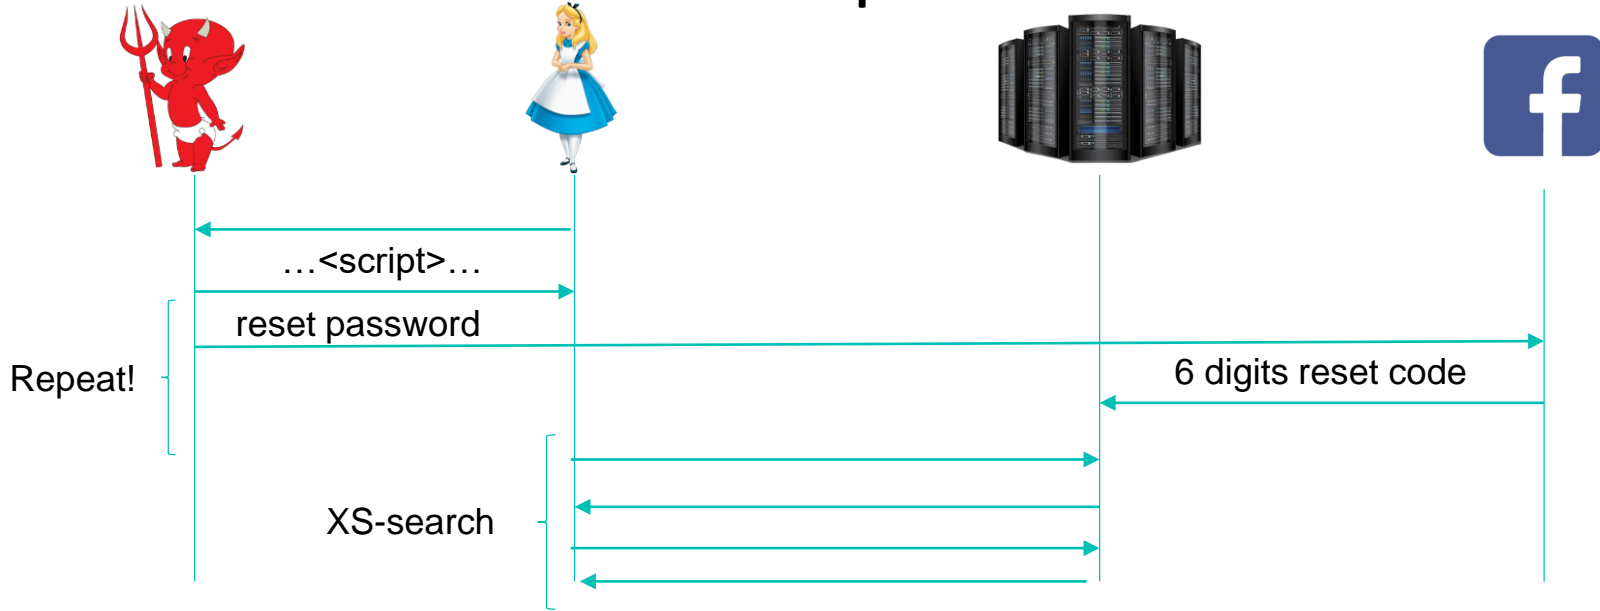 …<script>…
reset password
Repeat!
6 digits reset code
XS-search